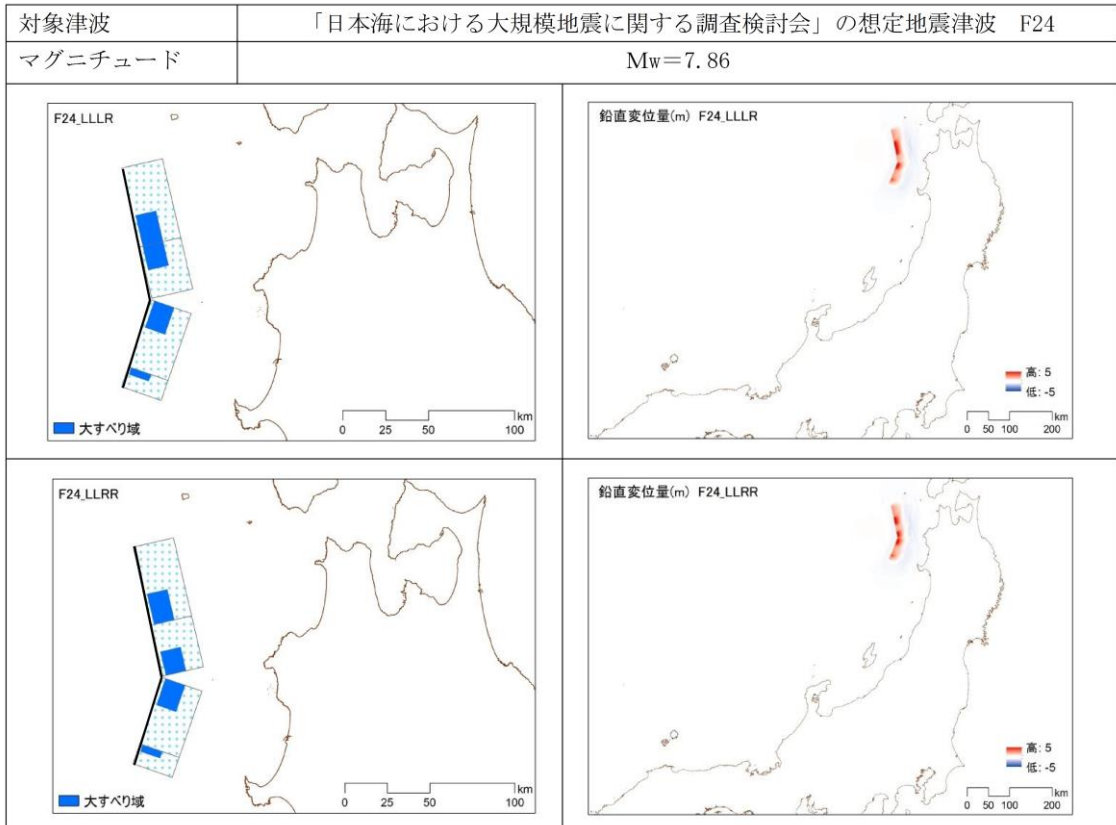 対象津波 「日本海における大規模地震に関する調査検討会」の想定地震津波 F24
マグニチュード Mw=7.86
F24_LLLR
大すべり域
0 25 50 100 km
鉛直変位量(m) F24_LLLR
高: 5
低: -5
0 50 100 200 km
F24_LLRR
大すべり域
0 25 50 100 km
鉛直変位量(m) F24_LLRR
高: 5
低: -5
0 50 100 200 km